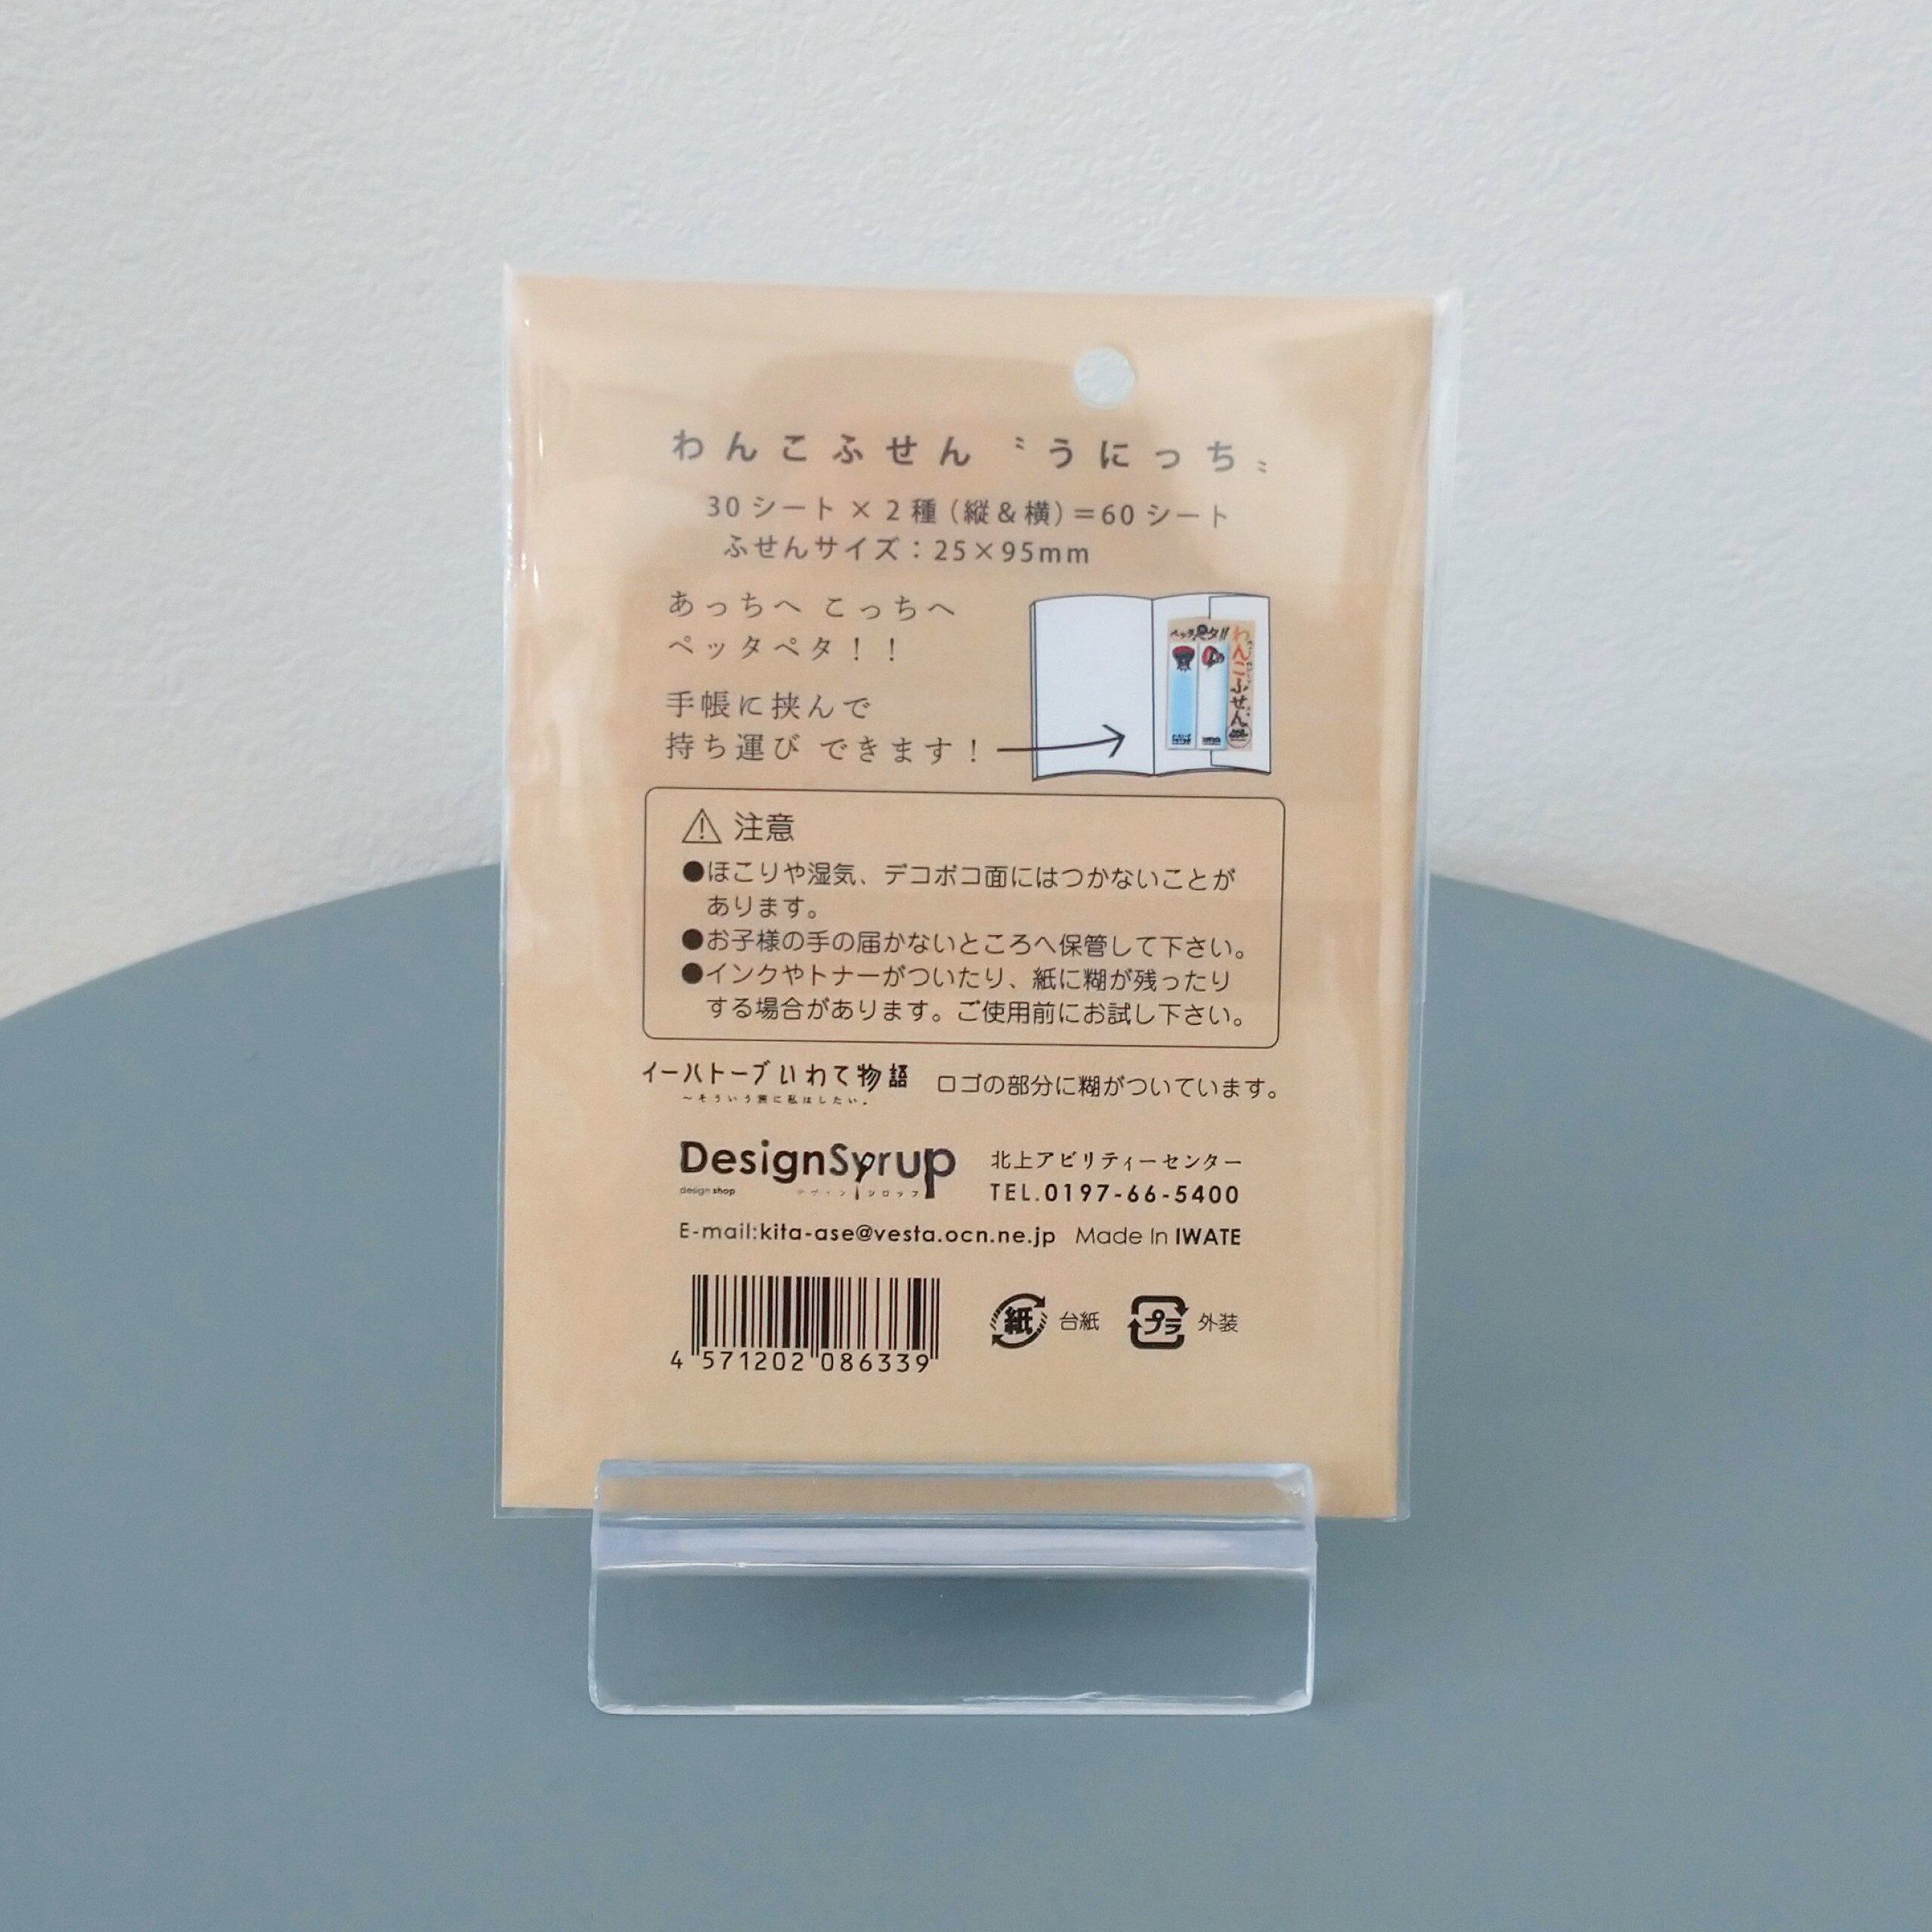 わんこふせん〝うにっち〟
30シート×2種（縦＆横）＝60シート
ふせんサイズ：25×95mm
あっちへ こっちへ
ペッタペタ！！
手帳に挟んで
持ち運び できます！
ペッタペタ!!
わんこふせん
注意
●ほこりや湿気、デコボコ面にはつかないことが
あります。
●お子様の手の届かないところへ保管して下さい。
●インクやトナーがついたり、紙に糊が残ったり
する場合があります。ご使用前にお試し下さい。
イーハトーブいわて物語
～そういう旅に私はしたい。
ロゴの部分に糊がついています。
DesignSyrup
design shop デザインシロップ
北上アビリティーセンター
TEL.0197-66-5400
E-mail:kita-ase@vesta.ocn.ne.jp Made In IWATE
4 571202 086339
紙 台紙 プラ 外装